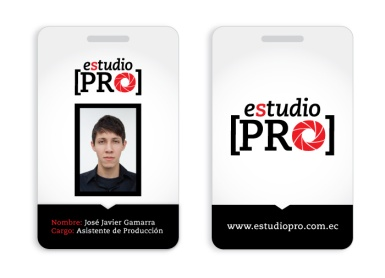 estudio
[PRO]
Nombre: José Javier Gamarra
Cargo: Asistente de Producción
estudio
[PRO]
www.estudiopro.com.ec